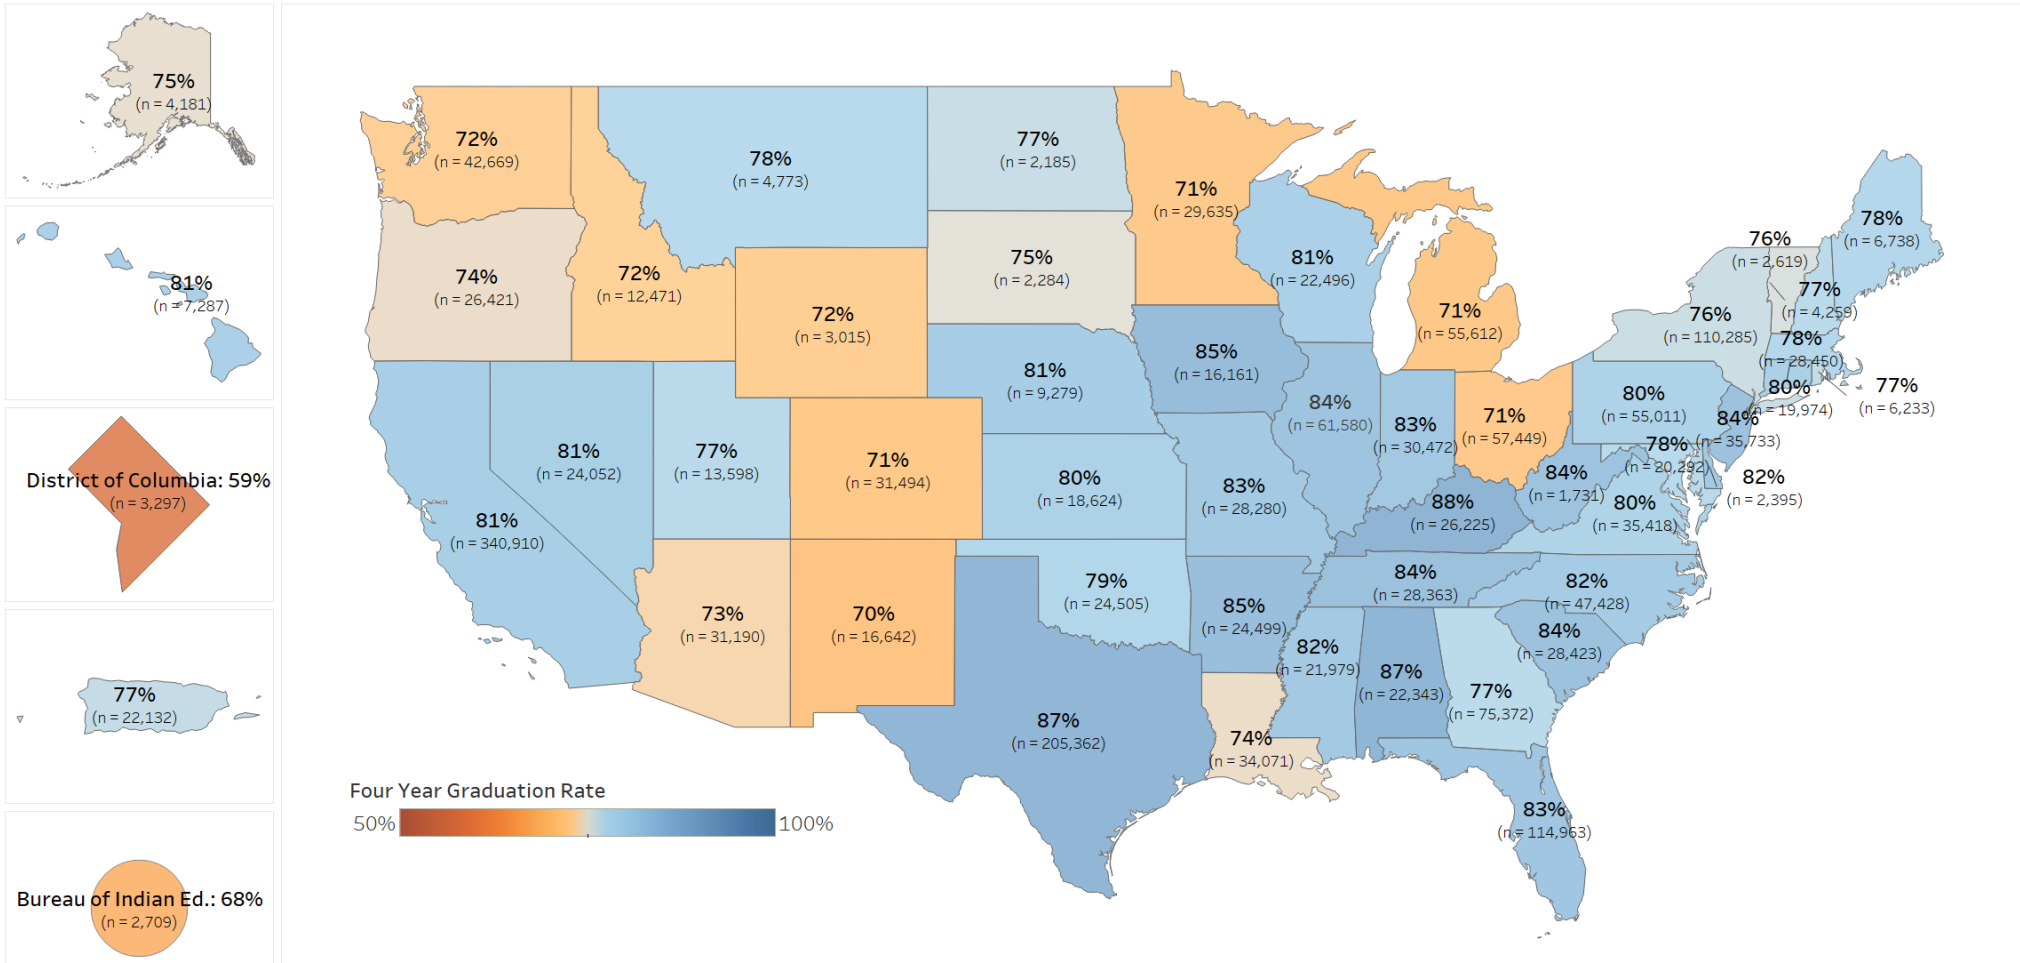 75%
(n = 4,181)
81%
(n = 7,287)
District of Columbia: 59%
(n = 3,297)
77%
(n = 22,132)
Bureau of Indian Ed.: 68%
(n = 2,709)
72%
(n = 42,669)
78%
(n = 4,773)
77%
(n = 2,185)
71%
(n = 29,635)
74%
(n = 26,421)
72%
(n = 12,471)
72%
(n = 3,015)
75%
(n = 2,284)
81%
(n = 22,496)
71%
(n = 55,612)
76%
(n = 2,619)
78%
(n = 6,738)
77%
(n = 4,259)
76%
(n = 110,285)
78%
(n = 28,450)
80%
(n = 19,974)
77%
(n = 6,233)
81%
(n = 340,910)
81%
(n = 24,052)
77%
(n = 13,598)
71%
(n = 31,494)
81%
(n = 9,279)
80%
(n = 18,624)
85%
(n = 16,161)
83%
(n = 28,280)
84%
(n = 61,580)
83%
(n = 30,472)
71%
(n = 57,449)
80%
(n = 55,011)
84%
(n = 35,733)
78%
(n = 20,292)
82%
(n = 2,395)
84%
(n = 1,731)
80%
(n = 35,418)
88%
(n = 26,225)
84%
(n = 28,363)
82%
(n = 47,428)
73%
(n = 31,190)
70%
(n = 16,642)
79%
(n = 24,505)
85%
(n = 24,499)
82%
(n = 21,979)
87%
(n = 22,343)
77%
(n = 75,372)
84%
(n = 28,423)
87%
(n = 205,362)
74%
(n = 34,071)
83%
(n = 114,963)
Four Year Graduation Rate
50% 100%